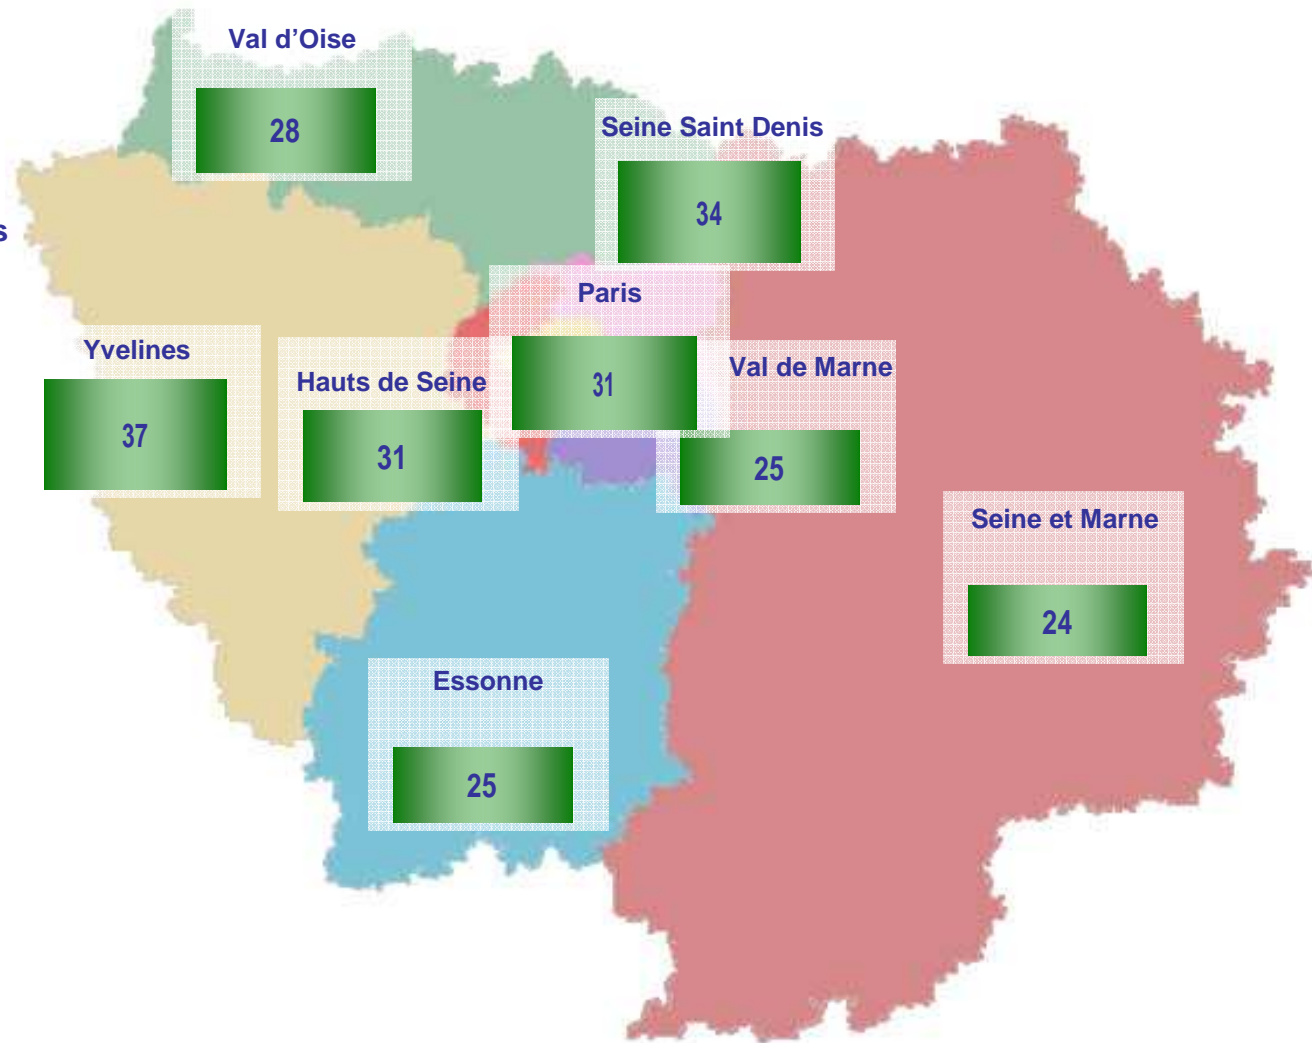 Val d’Oise
28
Seine Saint Denis
34
s
Paris
31
Yvelines
37
Hauts de Seine
31
Val de Marne
25
Seine et Marne
24
Essonne
25